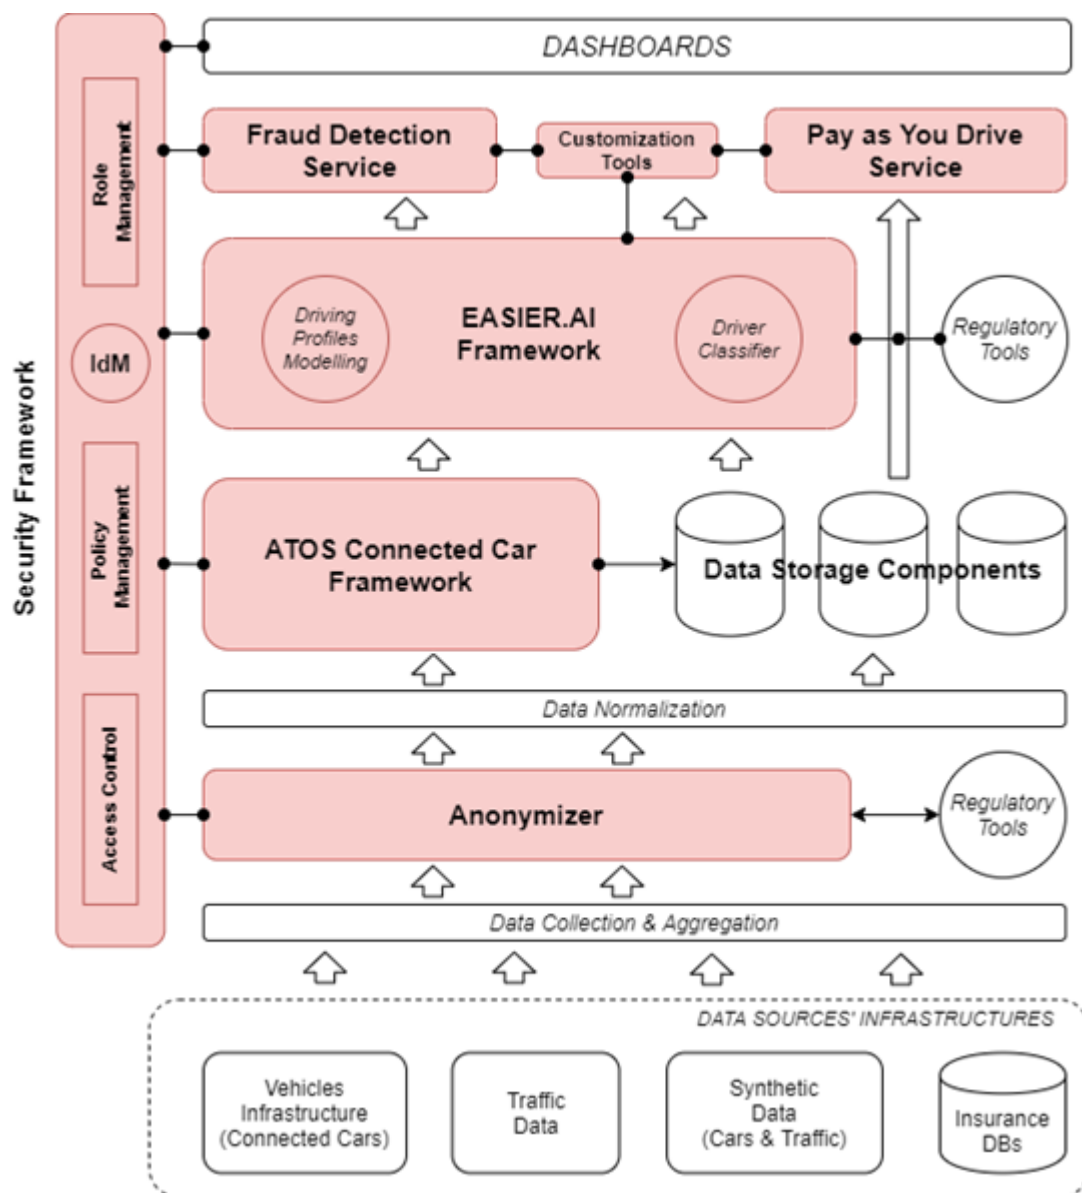 DASHBOARDS
Security Framework
Role
Management
IdM
Policy
Management
Access Control
Fraud Detection
Service
Customization
Tools
Pay as You Drive
Service
Driving
Profiles
Modelling
EASIER.AI
Framework
Driver
Classifier
Regulatory
Tools
ATOS Connected Car
Framework
Data Storage Components
Data Normalization
Anonymizer
Regulatory
Tools
Data Collection & Aggregation
DATA SOURCES' INFRASTRUCTURES
Vehicles
Infrastructure
(Connected Cars)
Traffic
Data
Synthetic
Data
(Cars & Traffic)
Insurance
DBs